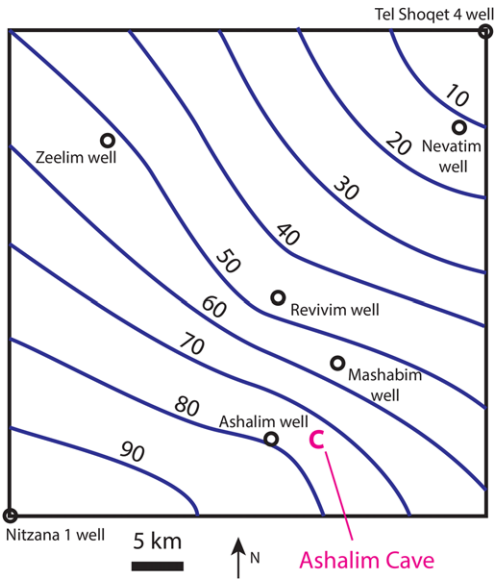 Tel Shoqet 4 well
10
Nevatim
well
20
Zeelim well
30
40
50
Revivim well
60
70
Mashabim
well
80
Ashalim well
C
90
Nitzana 1 well
5 km
N
Ashalim Cave